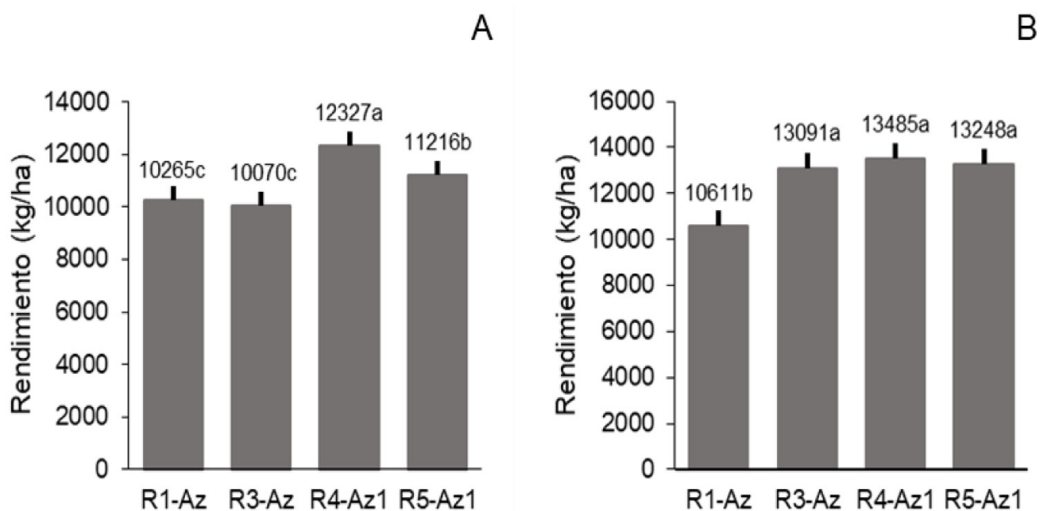 A
Rendimiento (kg/ha)
14000
12000
10000
8000
6000
4000
2000
0
10265c
10070c
12327a
11216b
R1-Az
R3-Az
R4-Az1
R5-Az1
B
Rendimiento (kg/ha)
16000
14000
12000
10000
8000
6000
4000
2000
0
10611b
13091a
13485a
13248a
R1-Az
R3-Az
R4-Az1
R5-Az1